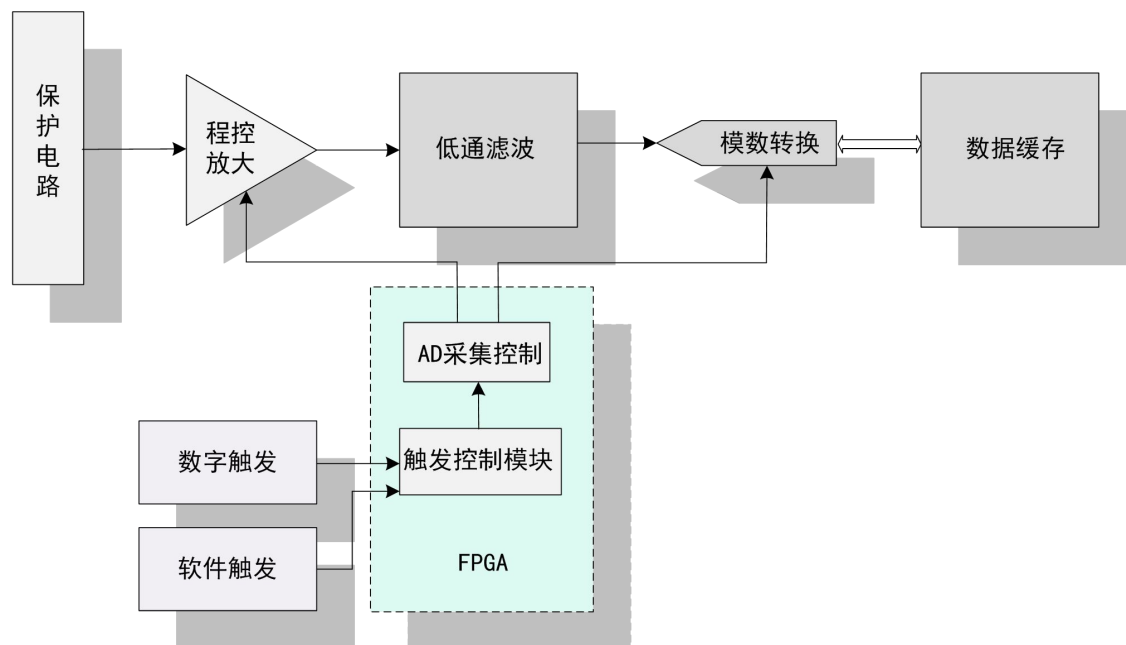 保
护
电
路
程控
放大
低通滤波
模数转换
数据缓存
AD采集控制
触发控制模块
数字触发
软件触发
FPGA